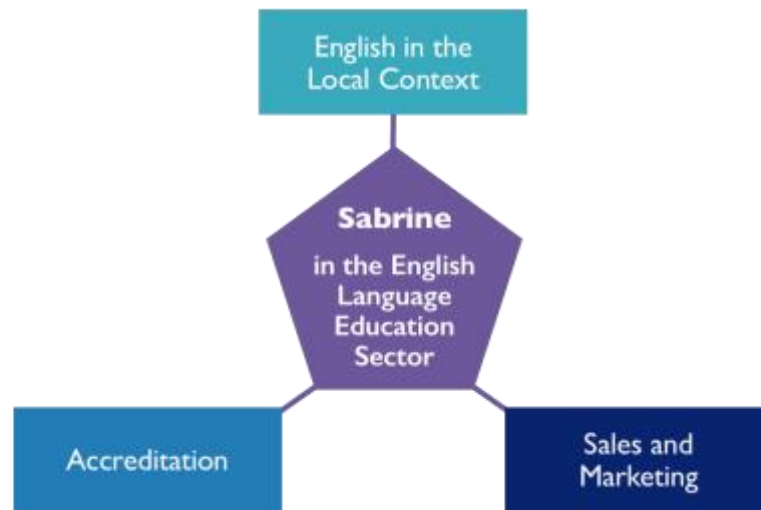 English in the
Local Context
Sabrine
in the English
Language
Education
Sector
Accreditation
Sales and
Marketing